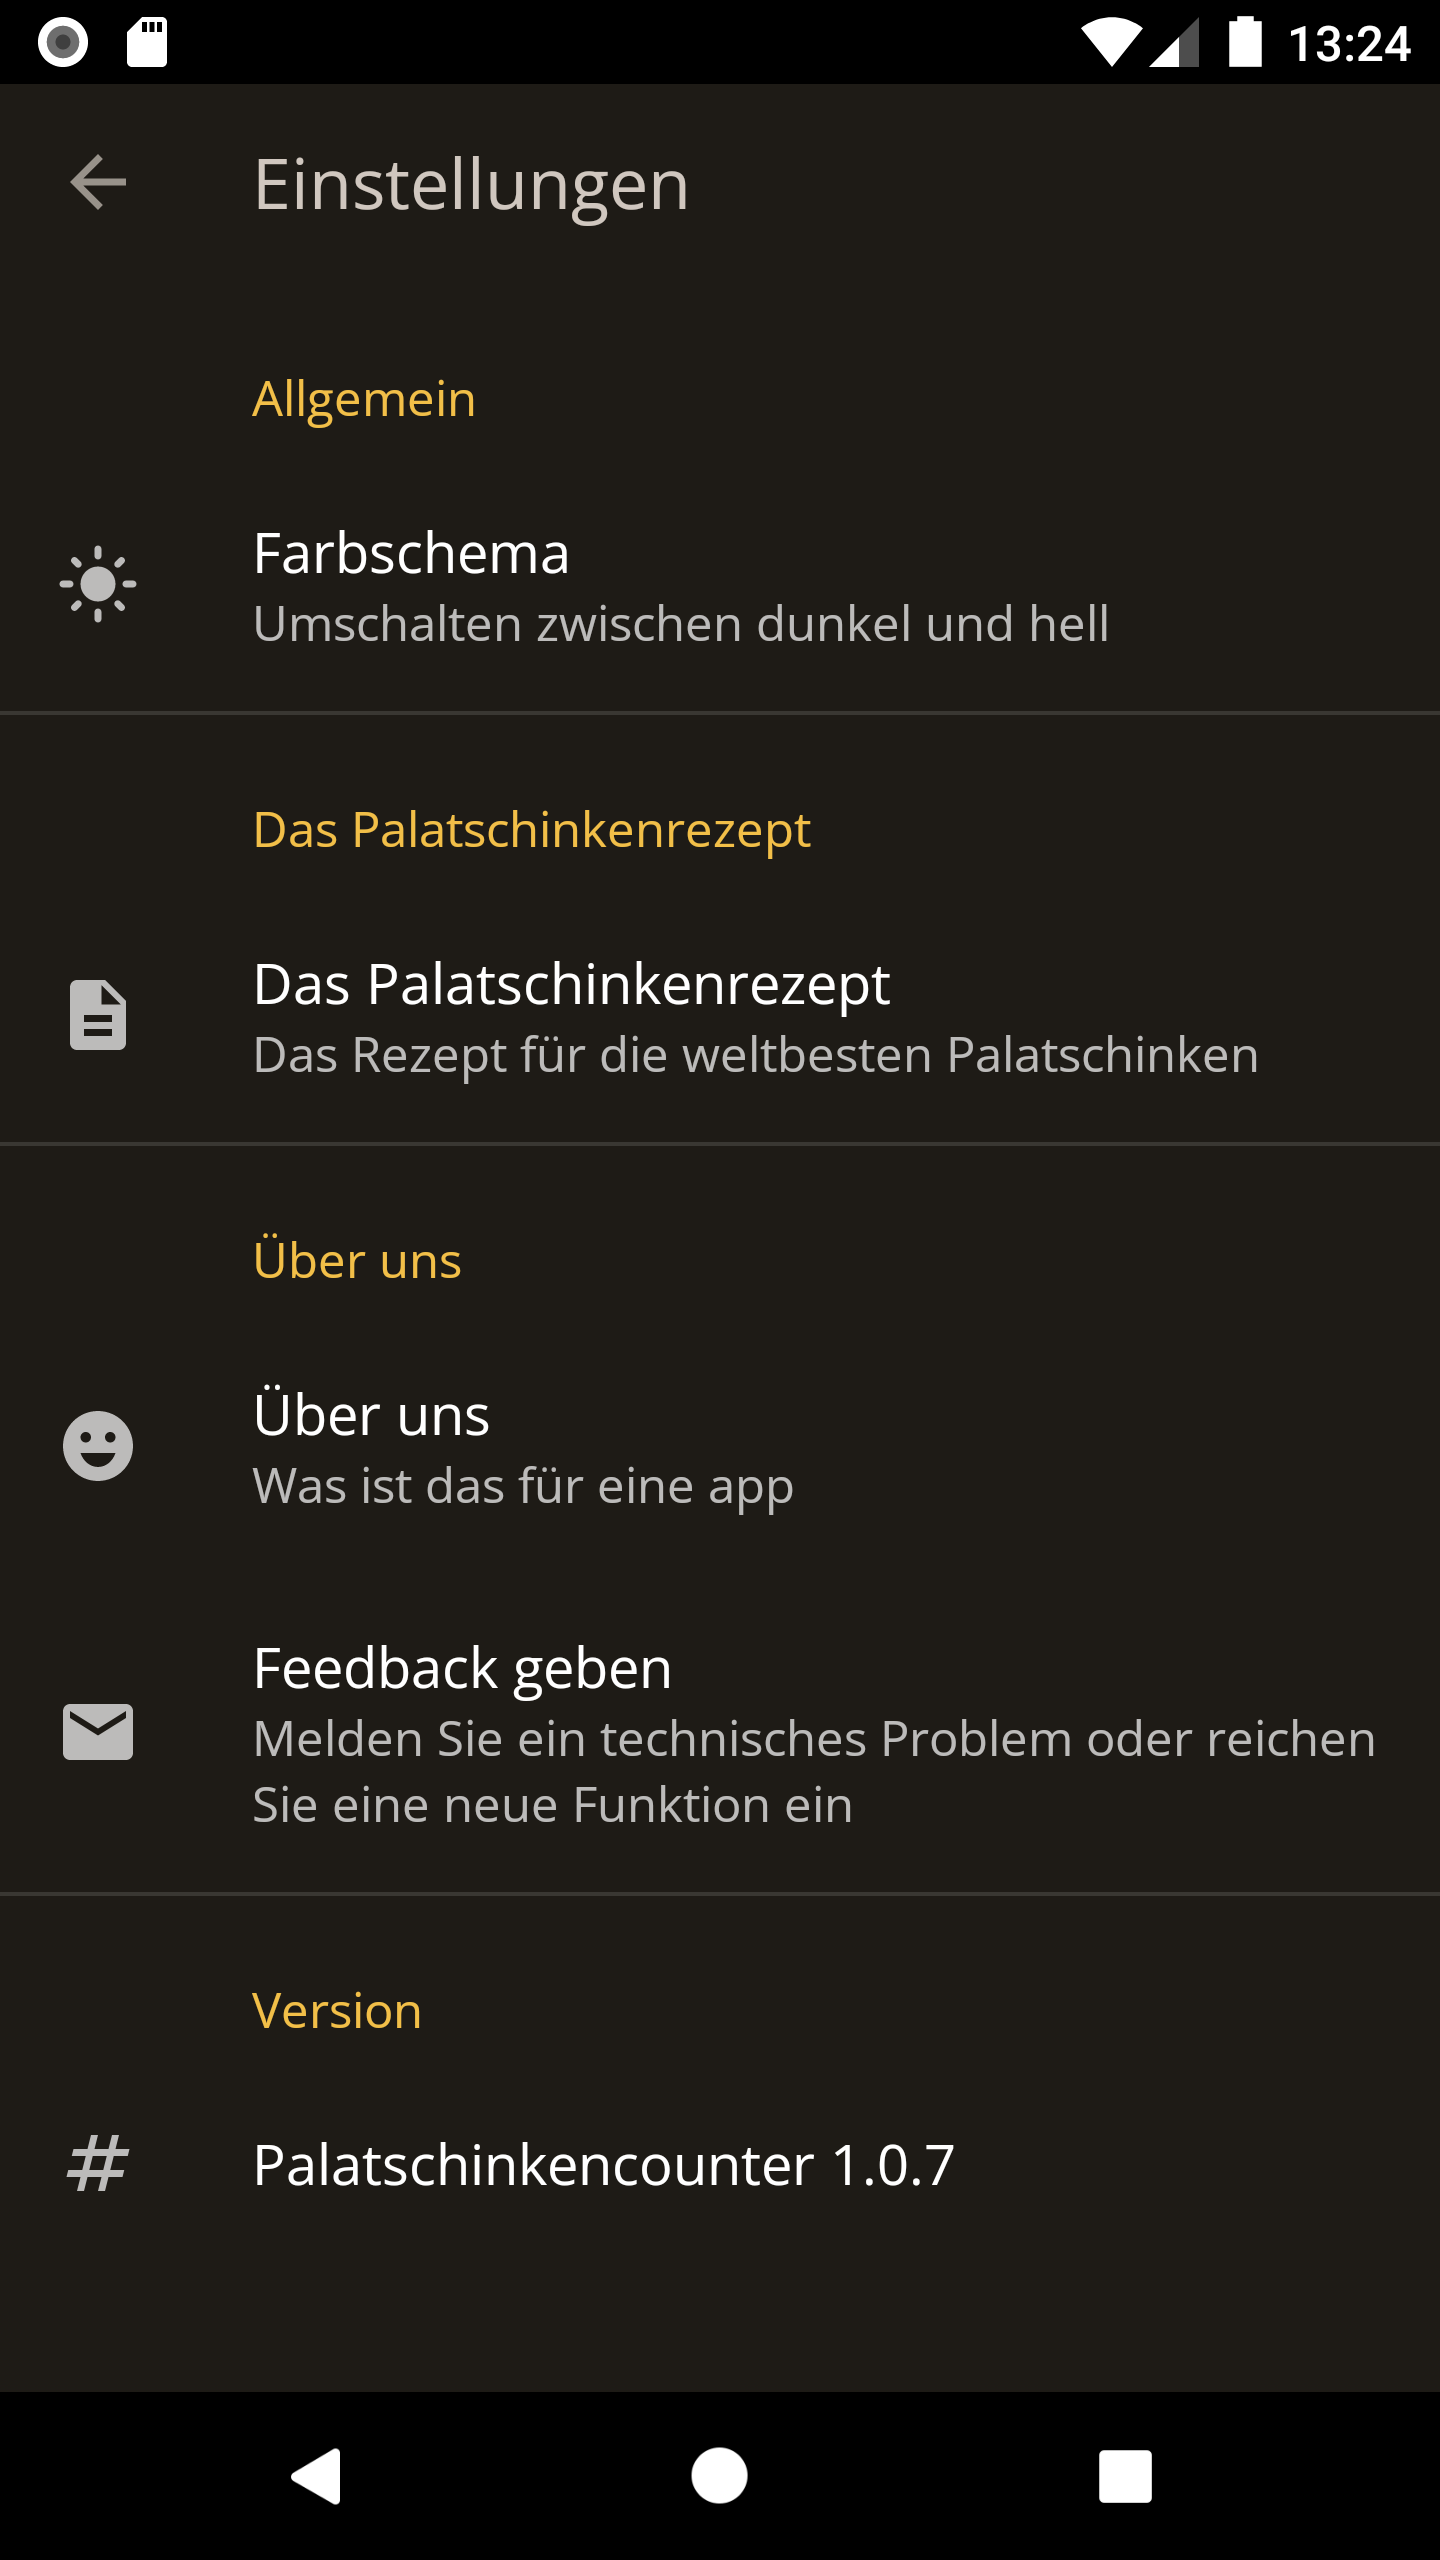 13:24
Einstellungen
Allgemein
Farbschema
Umschalten zwischen dunkel und hell
Das Palatschinkenrezept
Das Palatschinkenrezept
Das Rezept für die weltbesten Palatschinken
Über uns
Über uns
Was ist das für eine app
Feedback geben
Melden Sie ein technisches Problem oder reichen
Sie eine neue Funktion ein
Version
Palatschinkencounter 1.0.7